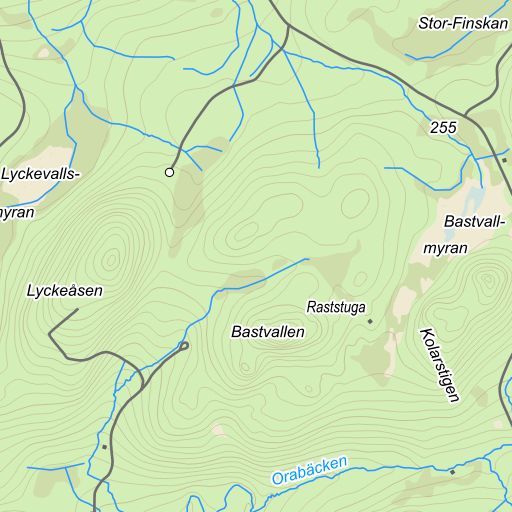 Stor-Finskan
255
Lyckevalls-
myran
Bastvall-
myran
Lyckeåsen
Raststuga
Bastvallen
Kolarstigen
Orabäcken